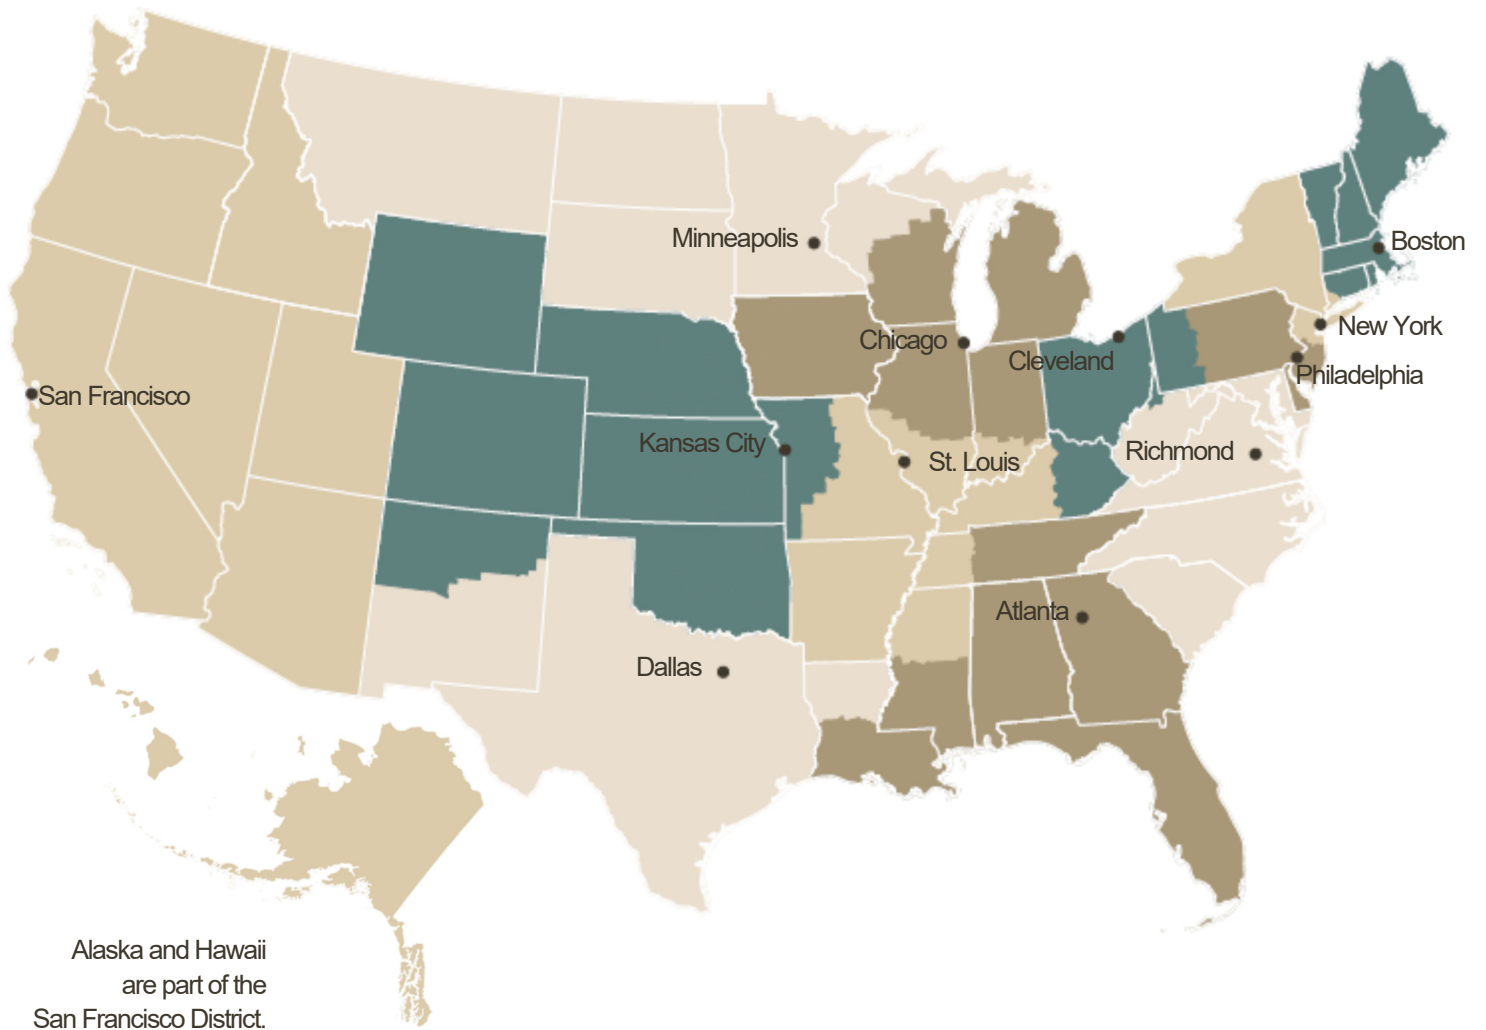 Boston
Minneapolis
New York
Chicago
Cleveland
Philadelphia
San Francisco
Kansas City
Richmond
St. Louis
Atlanta
Dallas
Alaska and Hawaii
are part of the
San Francisco District.